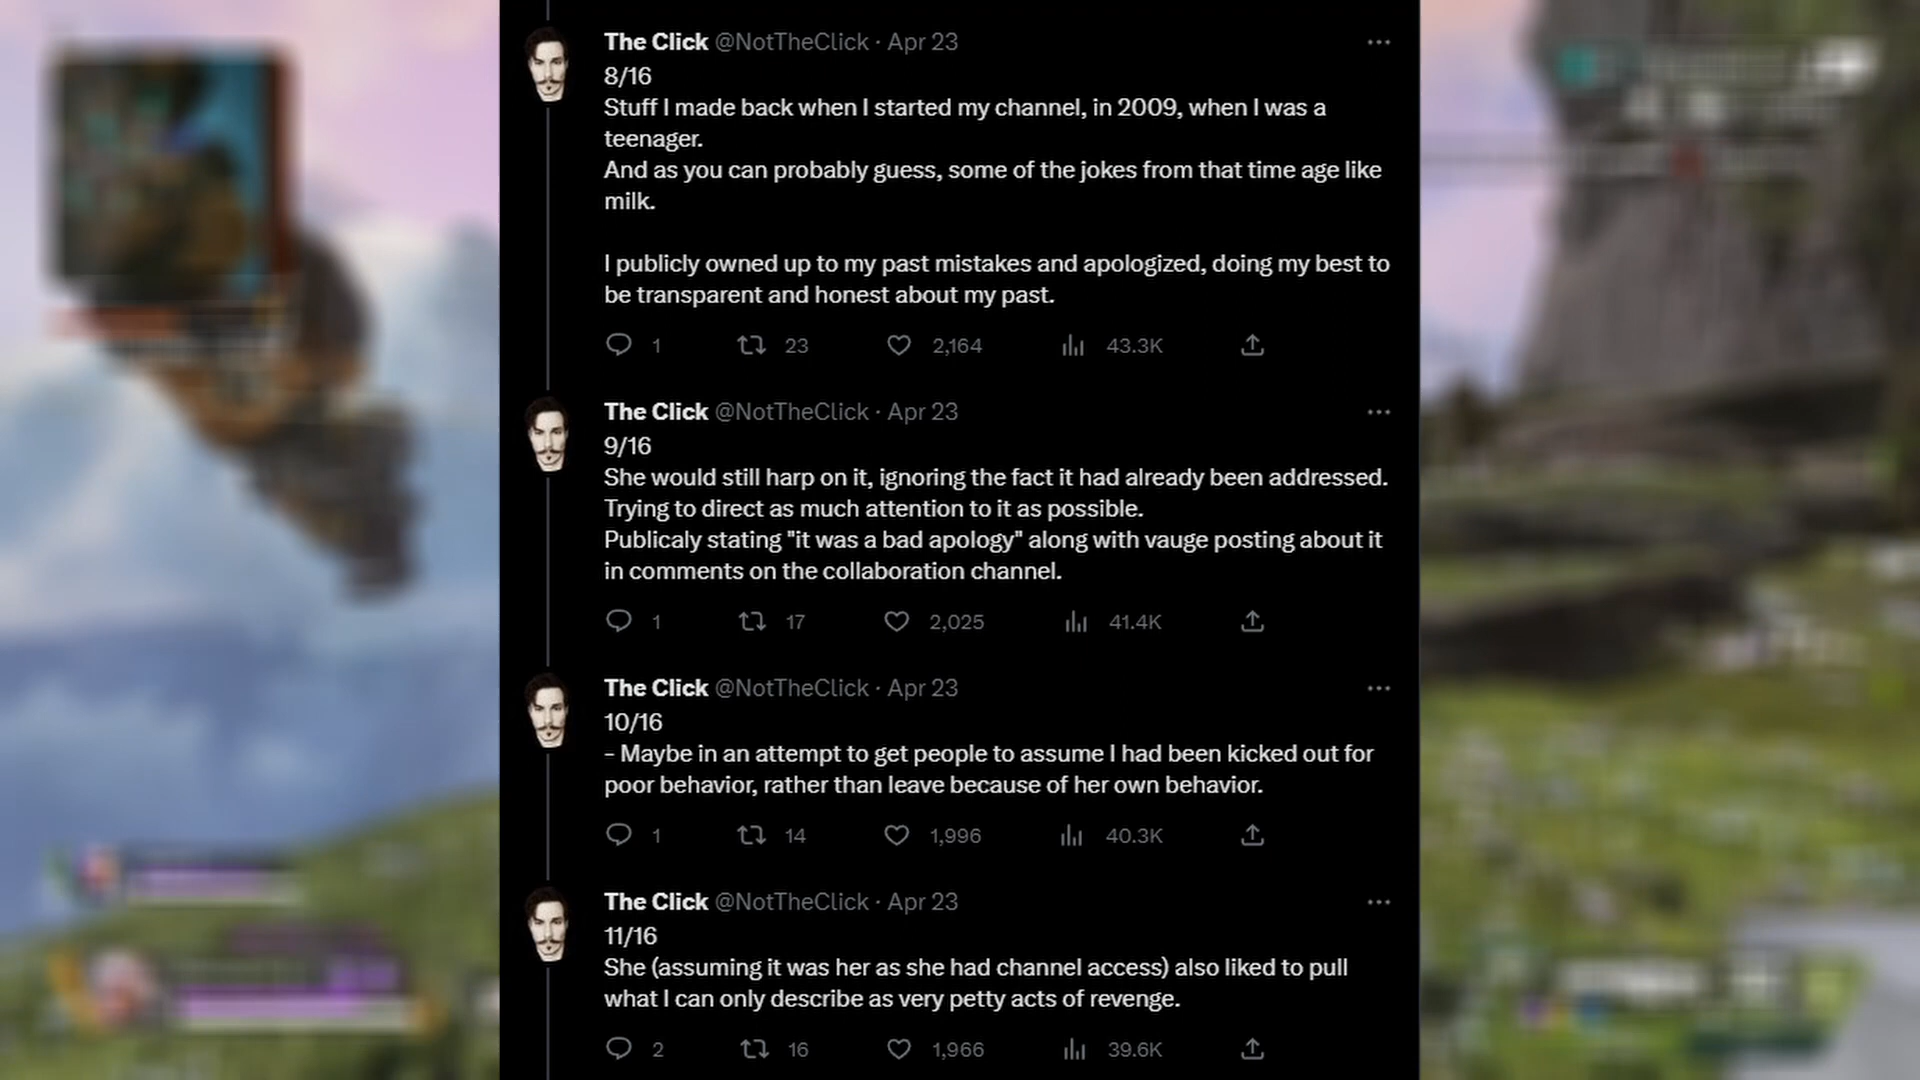 The Click @NotTheClick · Apr 23
8/16
Stuff I made back when I started my channel, in 2009, when I was a
teenager.
And as you can probably guess, some of the jokes from that time age like
milk.
I publicly owned up to my past mistakes and apologized, doing my best to
be transparent and honest about my past.
1 23 2,164 43.3K
The Click @NotTheClick · Apr 23
9/16
She would still harp on it, ignoring the fact it had already been addressed.
Trying to direct as much attention to it as possible.
Publicaly stating "it was a bad apology" along with vauge posting about it
in comments on the collaboration channel.
1 17 2,025 41.4K
The Click @NotTheClick · Apr 23
10/16
- Maybe in an attempt to get people to assume I had been kicked out for
poor behavior, rather than leave because of her own behavior.
1 14 1,996 40.3K
The Click @NotTheClick · Apr 23
11/16
She (assuming it was her as she had channel access) also liked to pull
what I can only describe as very petty acts of revenge.
2 16 1,966 39.6K